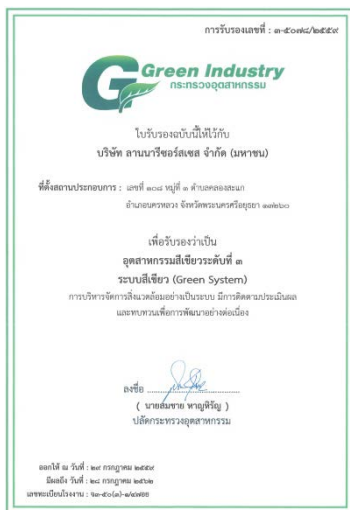 การรับรองเลขที่ : ๓-๕๐๗๘/๒๕๕๙
Green Industry
กระทรวงอุตสาหกรรม
ใบรับรองฉบับนี้ให้ไว้กับ
บริษัท ลานนารีซอร์สเซส จำกัด (มหาชน)
ที่ตั้งสถานประกอบการ : เลขที่ ๑๐๘ หมู่ที่ ๑ ตำบลคลองสะแก
อำเภอนครหลวง จังหวัดพระนครศรีอยุธยา ๑๓๒๖๐
เพื่อรับรองว่าเป็น
อุตสาหกรรมสีเขียวระดับที่ ๓
ระบบสีเขียว (Green System)
การบริหารจัดการสิ่งแวดล้อมอย่างเป็นระบบ มีการติดตามประเมินผล
และทบทวนเพื่อการพัฒนาอย่างต่อเนื่อง
ลงชื่อ
( นายสมชาย หาญหิรัญ )
ปลัดกระทรวงอุตสาหกรรม
ออกให้ ณ วันที่ : ๒๙ กรกฎาคม ๒๕๕๙
มีผลถึง วันที่ : ๒๘ กรกฎาคม ๒๕๖๒
เลขทะเบียนโรงงาน :